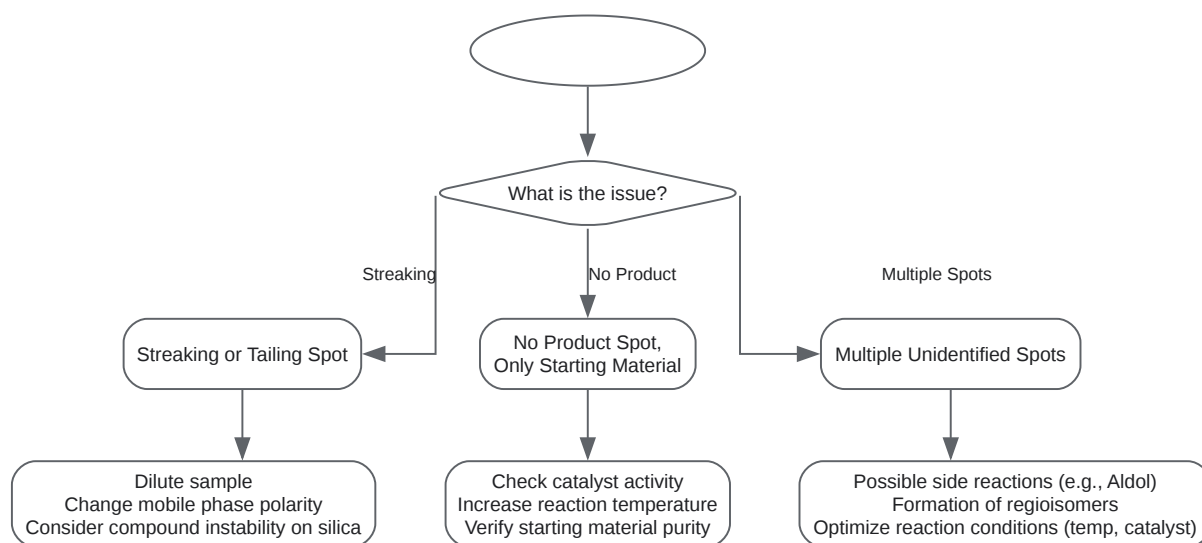 What is the issue?
Streaking
No Product
Multiple Spots
Streaking or Tailing Spot
No Product Spot,
Only Starting Material
Multiple Unidentified Spots
Dilute sample
Change mobile phase polarity
Consider compound instability on silica
Check catalyst activity
Increase reaction temperature
Verify starting material purity
Possible side reactions (e.g., Aldol)
Formation of regioisomers
Optimize reaction conditions (temp, catalyst)